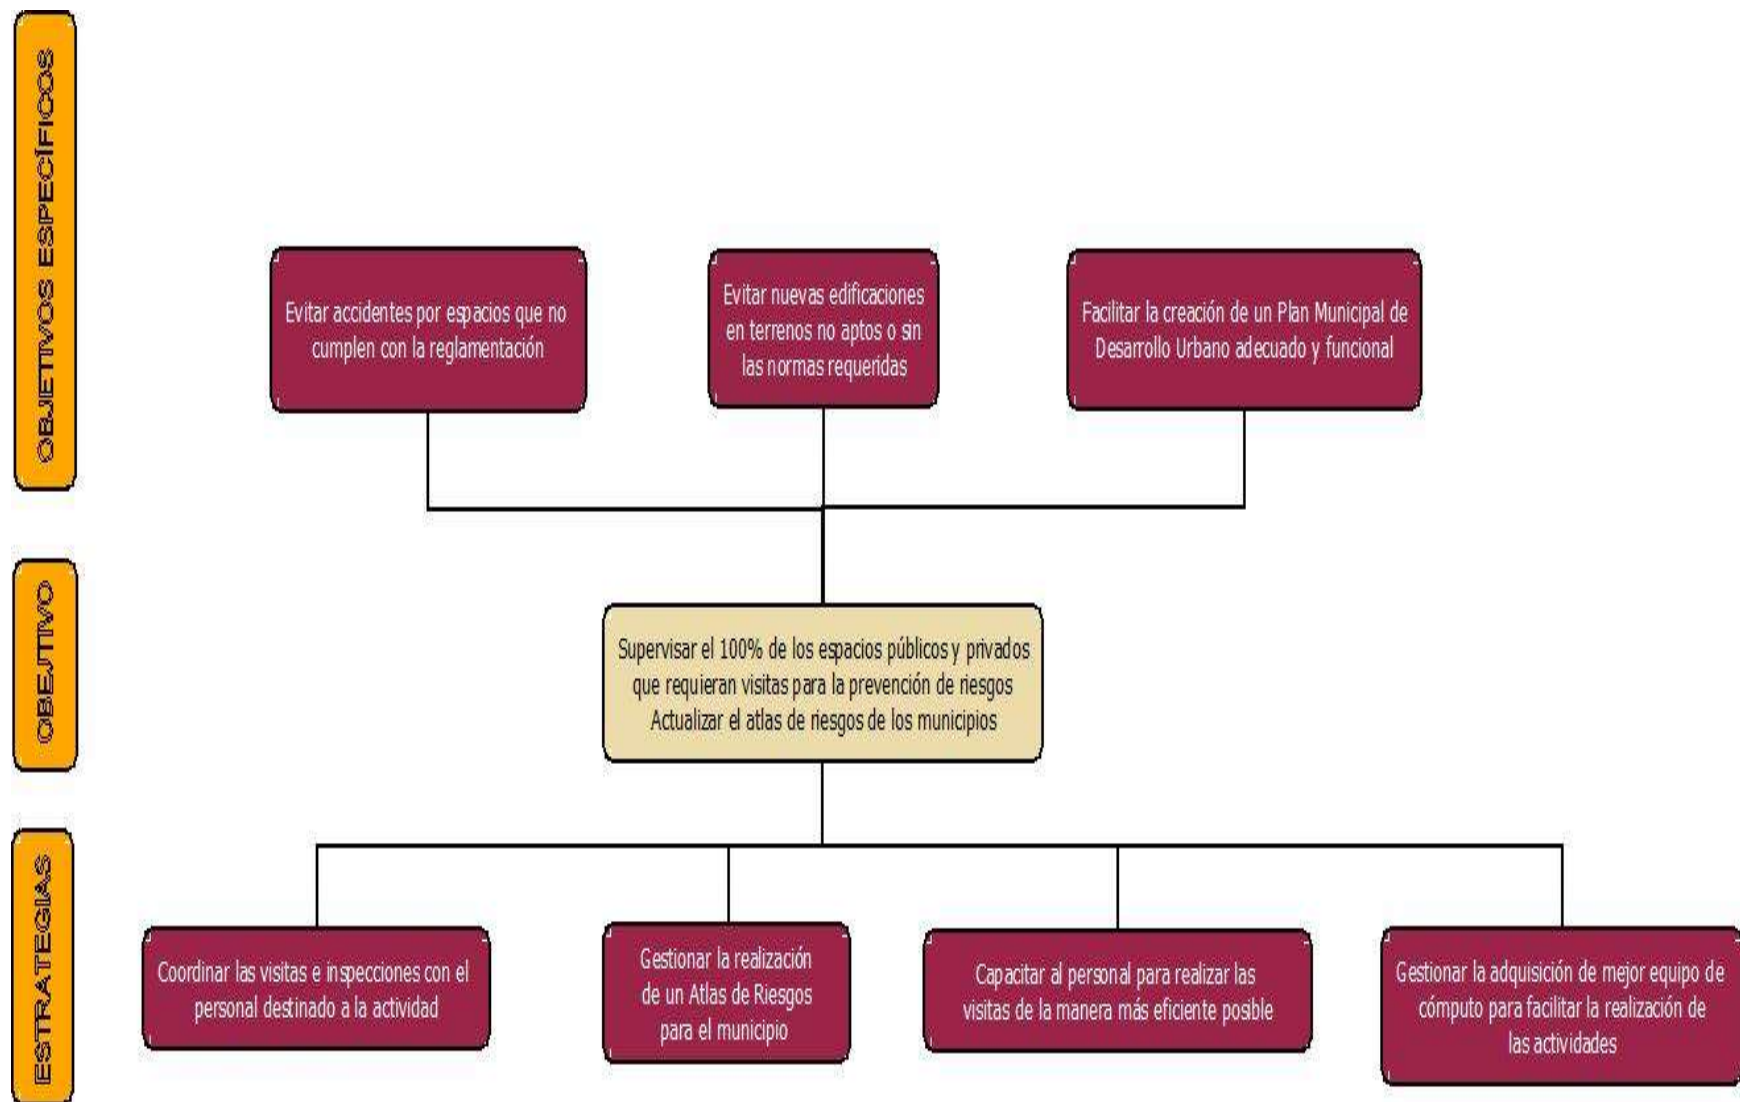 OBJETIVOS ESPECÍFICOS
Evitar accidentes por espacios que no
cumplen con la reglamentación
Evitar nuevas edificaciones
en terrenos no aptos o sin
las normas requeridas
Facilitar la creación de un Plan Municipal de
Desarrollo Urbano adecuado y funcional
OBEJTIVO
Supervisar el 100% de los espacios públicos y privados
que requieran visitas para la prevención de riesgos
Actualizar el atlas de riesgos de los municipios
ESTRATEGIAS
Coordinar las visitas e inspecciones con el
personal destinado a la actividad
Gestionar la realización
de un Atlas de Riesgos
para el municipio
Capacitar al personal para realizar las
visitas de la manera más eficiente posible
Gestionar la adquisición de mejor equipo de
cómputo para facilitar la realización de
las actividades